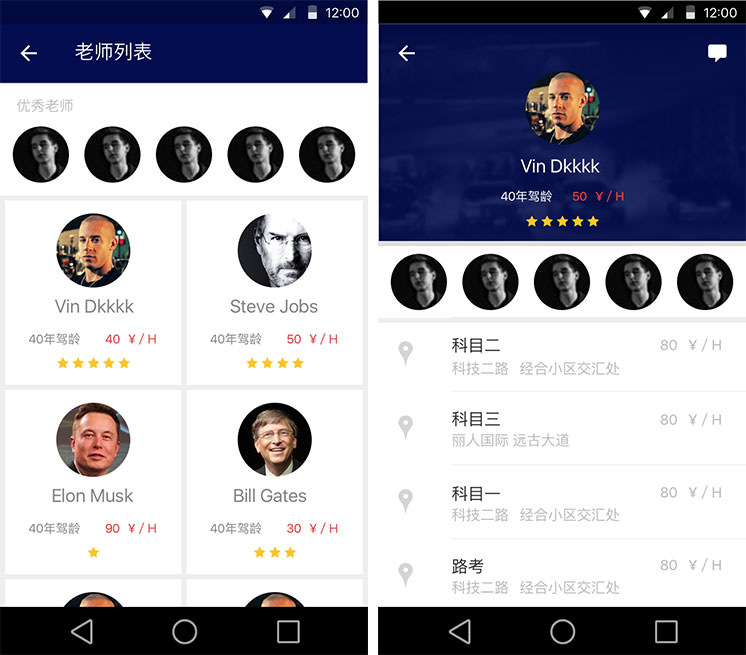 12:00
老师列表
优秀老师
Vin Dkkkk
40年驾龄 40 ¥ / H
Steve Jobs
40年驾龄 50 ¥ / H
Elon Musk
40年驾龄 90 ¥ / H
Bill Gates
40年驾龄 30 ¥ / H
12:00
Vin Dkkkk
40年驾龄 50 ¥ / H
科目二 80 ¥ / H
科技二路 经合小区交汇处
科目三 80 ¥ / H
丽人国际 远古大道
科目一 80 ¥ / H
科技二路 经合小区交汇处
路考 80 ¥ / H
科技二路 经合小区交汇处